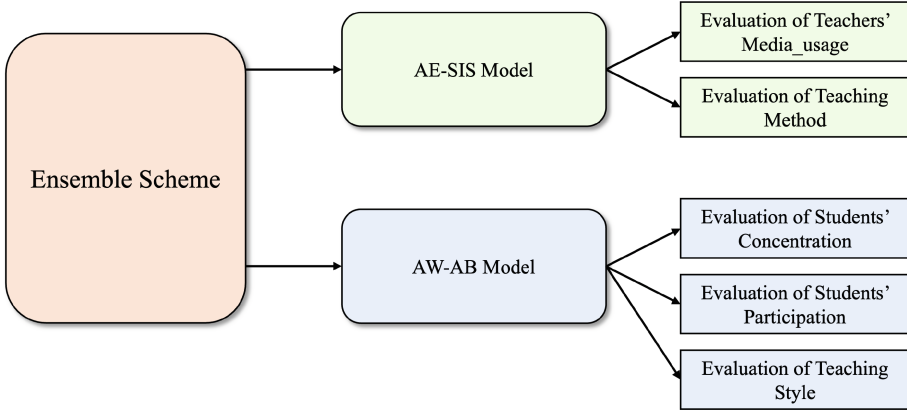 Ensemble Scheme
AE-SIS Model
Evaluation of Teachers’
Media_usage
Evaluation of Teaching
Method
AW-AB Model
Evaluation of Students’
Concentration
Evaluation of Students’
Participation
Evaluation of Teaching
Style